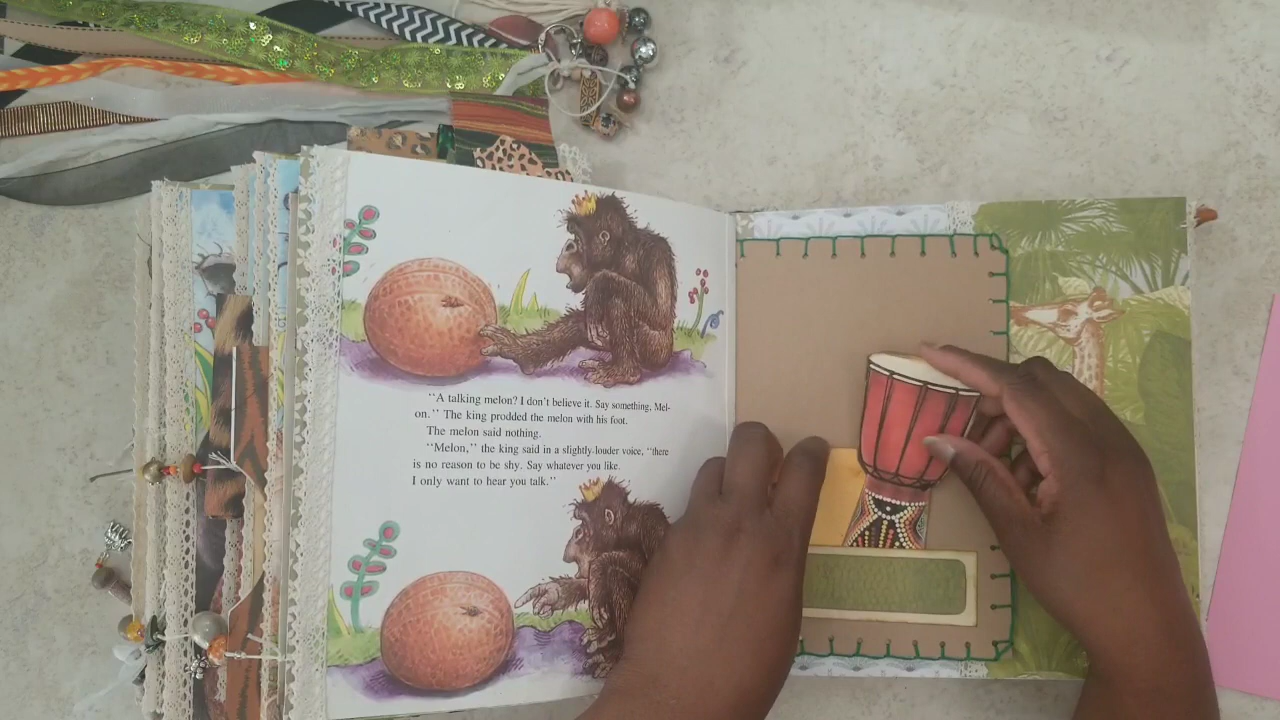 "A talking melon? I don't believe it. Say something, Mel-
on." The king prodded the melon with his foot.
The melon said nothing.
"Melon," the king said in a slightly louder voice, "there
is no reason to be shy. Say whatever you like.
I only want to hear you talk."